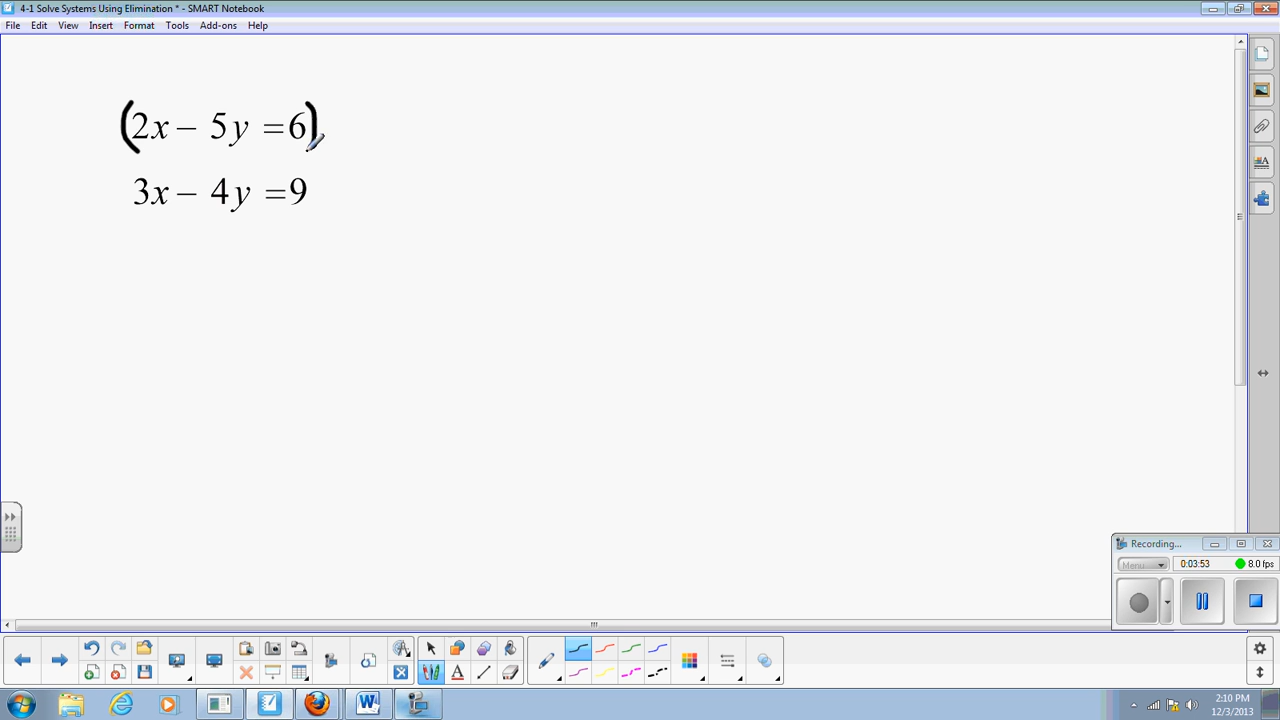 4-1 Solve Systems Using Elimination * - SMART Notebook
File Edit View Insert Format Tools Add-ons Help
(2x − 5y = 6)
3x − 4y = 9
Recording...
Menu 0:03:53 8.0 fps
2:10 PM
12/3/2013